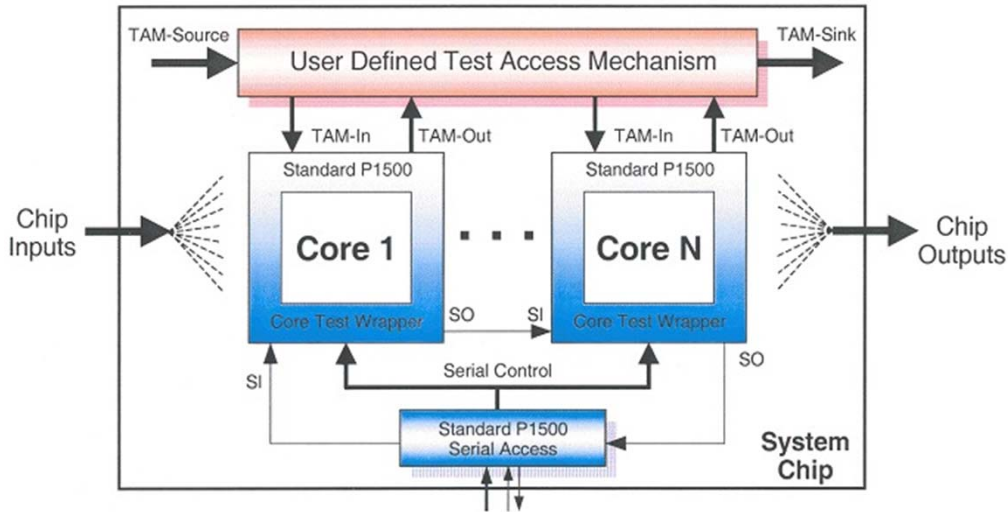 TAM-Source
User Defined Test Access Mechanism
TAM-Sink
TAM-In
TAM-Out
TAM-In
TAM-Out
Standard P1500
Standard P1500
Chip
Inputs
Core 1
Core N
Chip
Outputs
Core Test Wrapper
SO
SI
Core Test Wrapper
SI
Serial Control
SO
Standard P1500
Serial Access
System
Chip